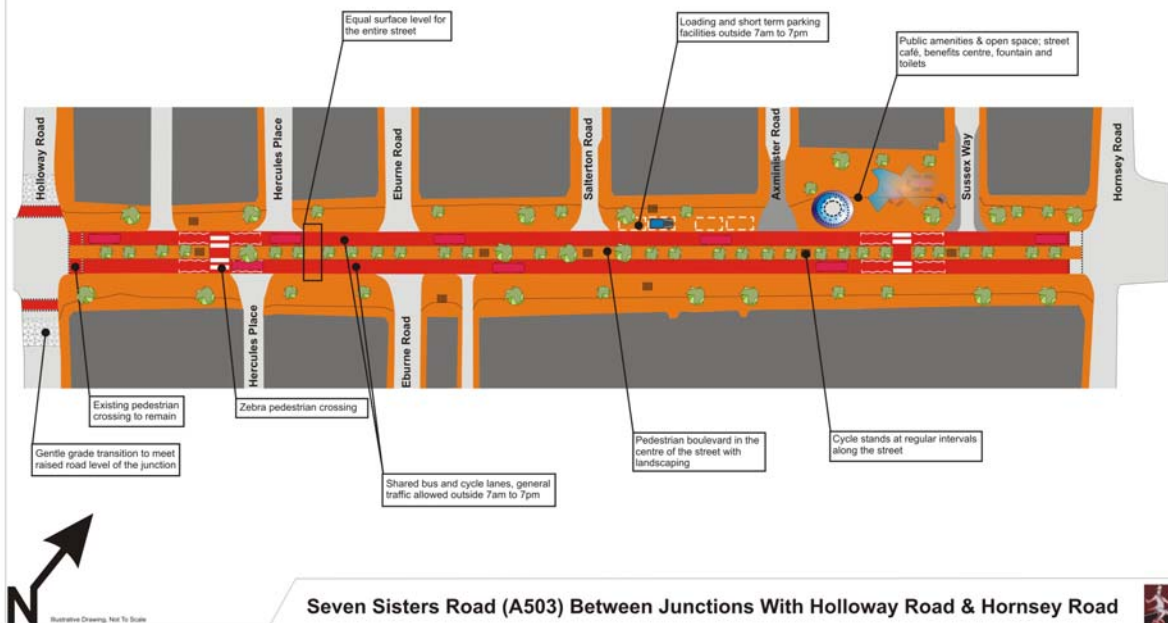 Equal surface level for
the entire street
Loading and short term parking
facilities outside 7am to 7pm
Public amenities & open space; street
café, benefits centre, fountain and
toilets
Holloway Road
Hercules Place
Eburne Road
Salterton Road
Axminister Road
Sussex Way
Hornsey Road
Hercules Place
Eburne Road
Existing pedestrian
crossing to remain
Zebra pedestrian crossing
Pedestrian boulevard in the
centre of the street with
landscaping
Cycle stands at regular intervals
along the street
Gentle grade transition to meet
raised road level of the junction
Shared bus and cycle lanes, general
traffic allowed outside 7am to 7pm
N
Illustrative Drawing, Not To Scale
Seven Sisters Road (A503) Between Junctions With Holloway Road & Hornsey Road